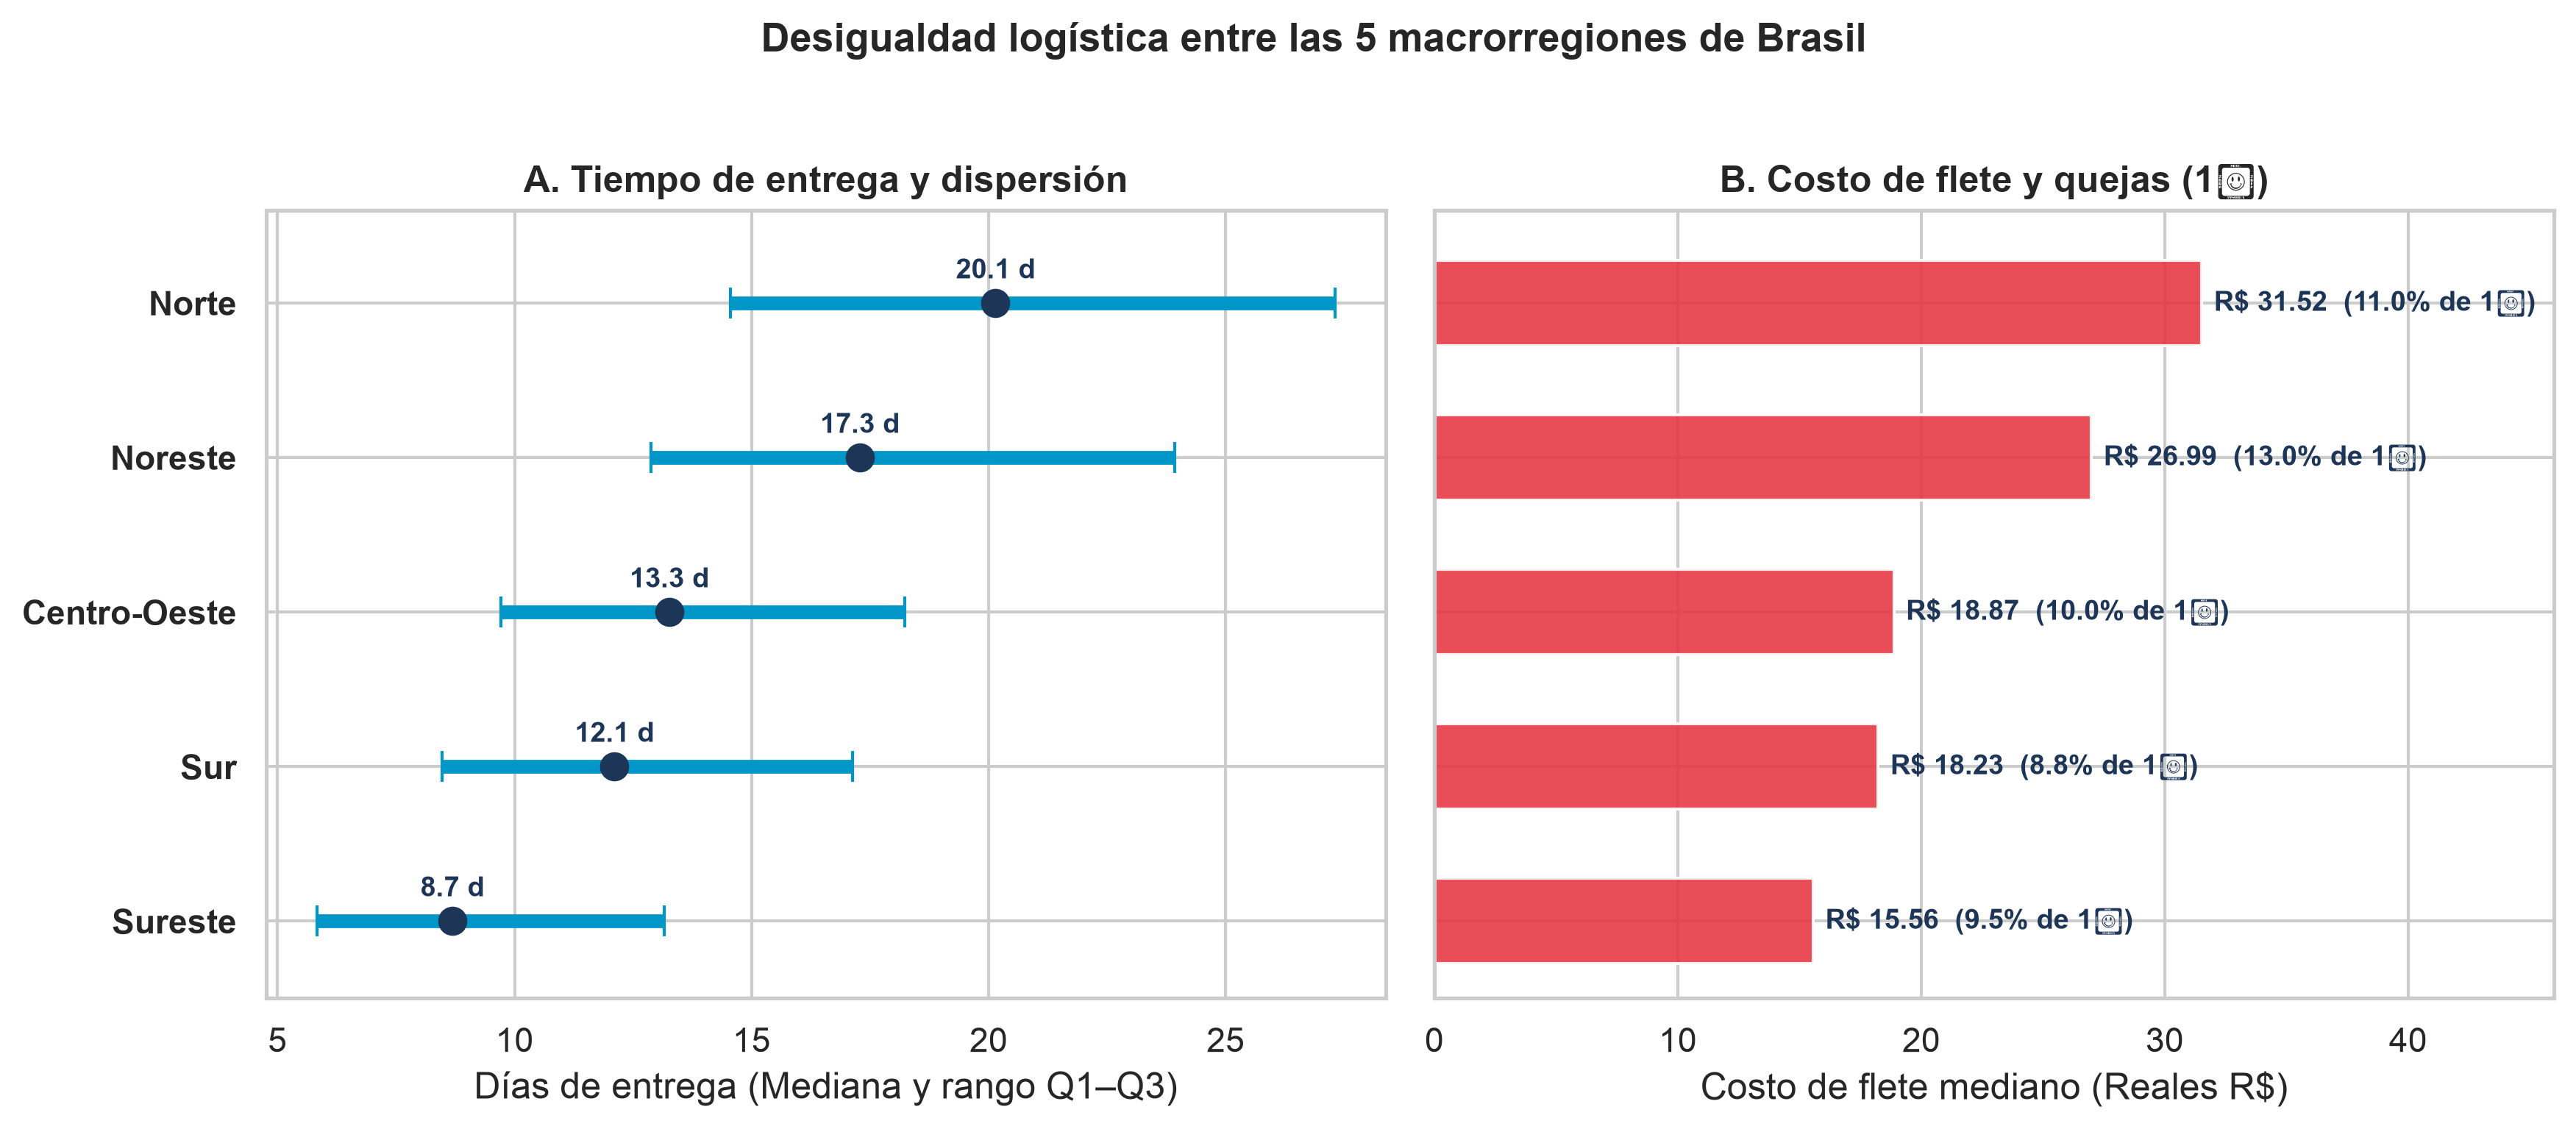 Desigualdad logística entre las 5 macrorregiones de Brasil
A. Tiempo de entrega y dispersión
Norte
Noreste
Centro-Oeste
Sur
Sureste
20.1 d
17.3 d
13.3 d
12.1 d
8.7 d
5 10 15 20 25
Días de entrega (Mediana y rango Q1–Q3)
B. Costo de flete y quejas (1)
R$ 31.52 (11.0% de 1)
R$ 26.99 (13.0% de 1)
R$ 18.87 (10.0% de 1)
R$ 18.23 (8.8% de 1)
R$ 15.56 (9.5% de 1)
0 10 20 30 40
Costo de flete mediano (Reales R$)